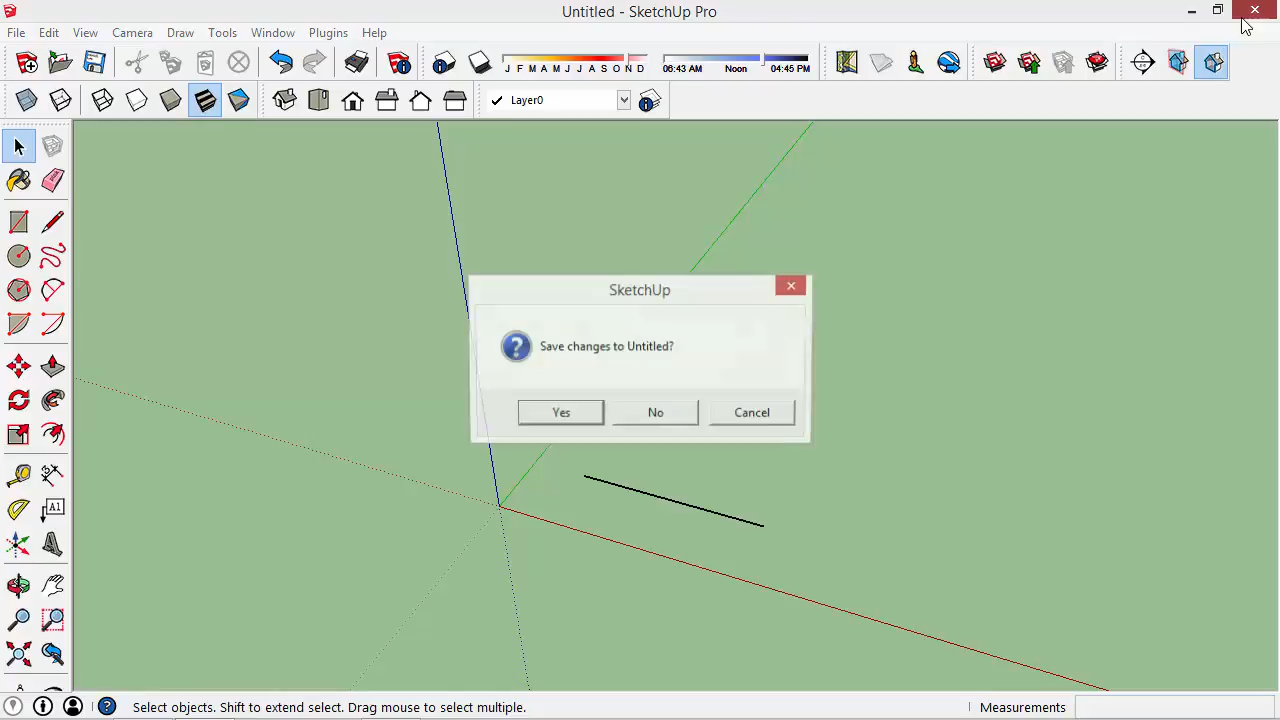 Untitled - SketchUp Pro
File Edit View Camera Draw Tools Window Plugins Help
J F M A M J J A S O N D
06:43 AM Noon 04:45 PM
Layer0
SketchUp
Save changes to Untitled?
Yes No Cancel
A1
Select objects. Shift to extend select. Drag mouse to select multiple.
Measurements